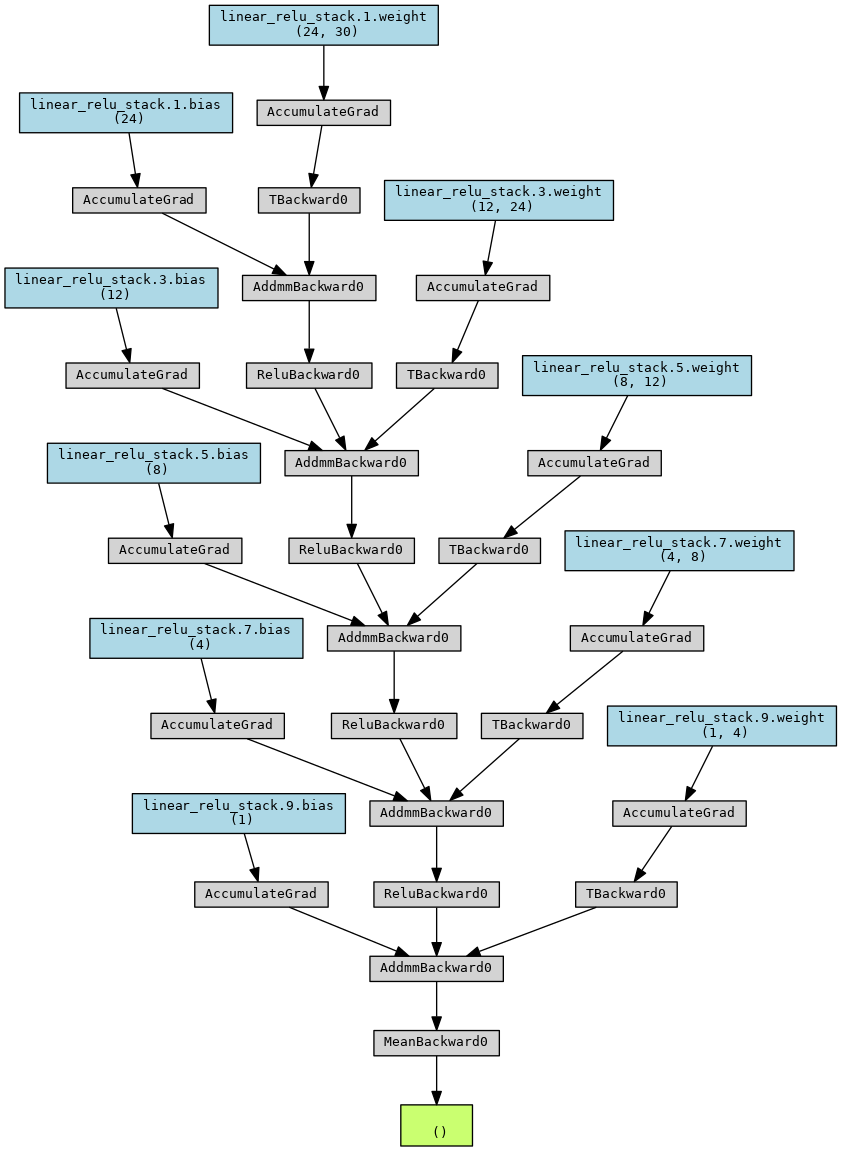 linear_relu_stack.1.weight
(24, 30)
linear_relu_stack.1.bias
(24)
AccumulateGrad
AccumulateGrad
TBackward0
linear_relu_stack.3.weight
(12, 24)
linear_relu_stack.3.bias
(12)
AddmmBackward0
AccumulateGrad
AccumulateGrad
ReluBackward0
TBackward0
linear_relu_stack.5.weight
(8, 12)
linear_relu_stack.5.bias
(8)
AddmmBackward0
AccumulateGrad
AccumulateGrad
ReluBackward0
TBackward0
linear_relu_stack.7.weight
(4, 8)
linear_relu_stack.7.bias
(4)
AddmmBackward0
AccumulateGrad
AccumulateGrad
ReluBackward0
TBackward0
linear_relu_stack.9.weight
(1, 4)
linear_relu_stack.9.bias
(1)
AddmmBackward0
AccumulateGrad
AccumulateGrad
ReluBackward0
TBackward0
AddmmBackward0
MeanBackward0
()